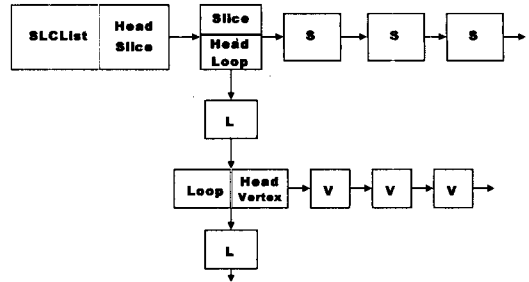 SLCList
Head
Slice
Slice
Head
Loop
S
S
S
L
Loop
Head
Vertex
V
V
V
L